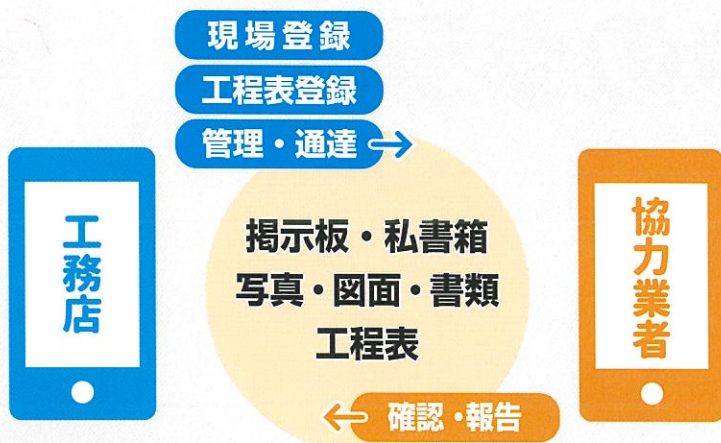 現場登録
工程表登録
管理・通達 →
工務店
掲示板・私書箱
写真・図面・書類
工程表
協力業者
← 確認・報告